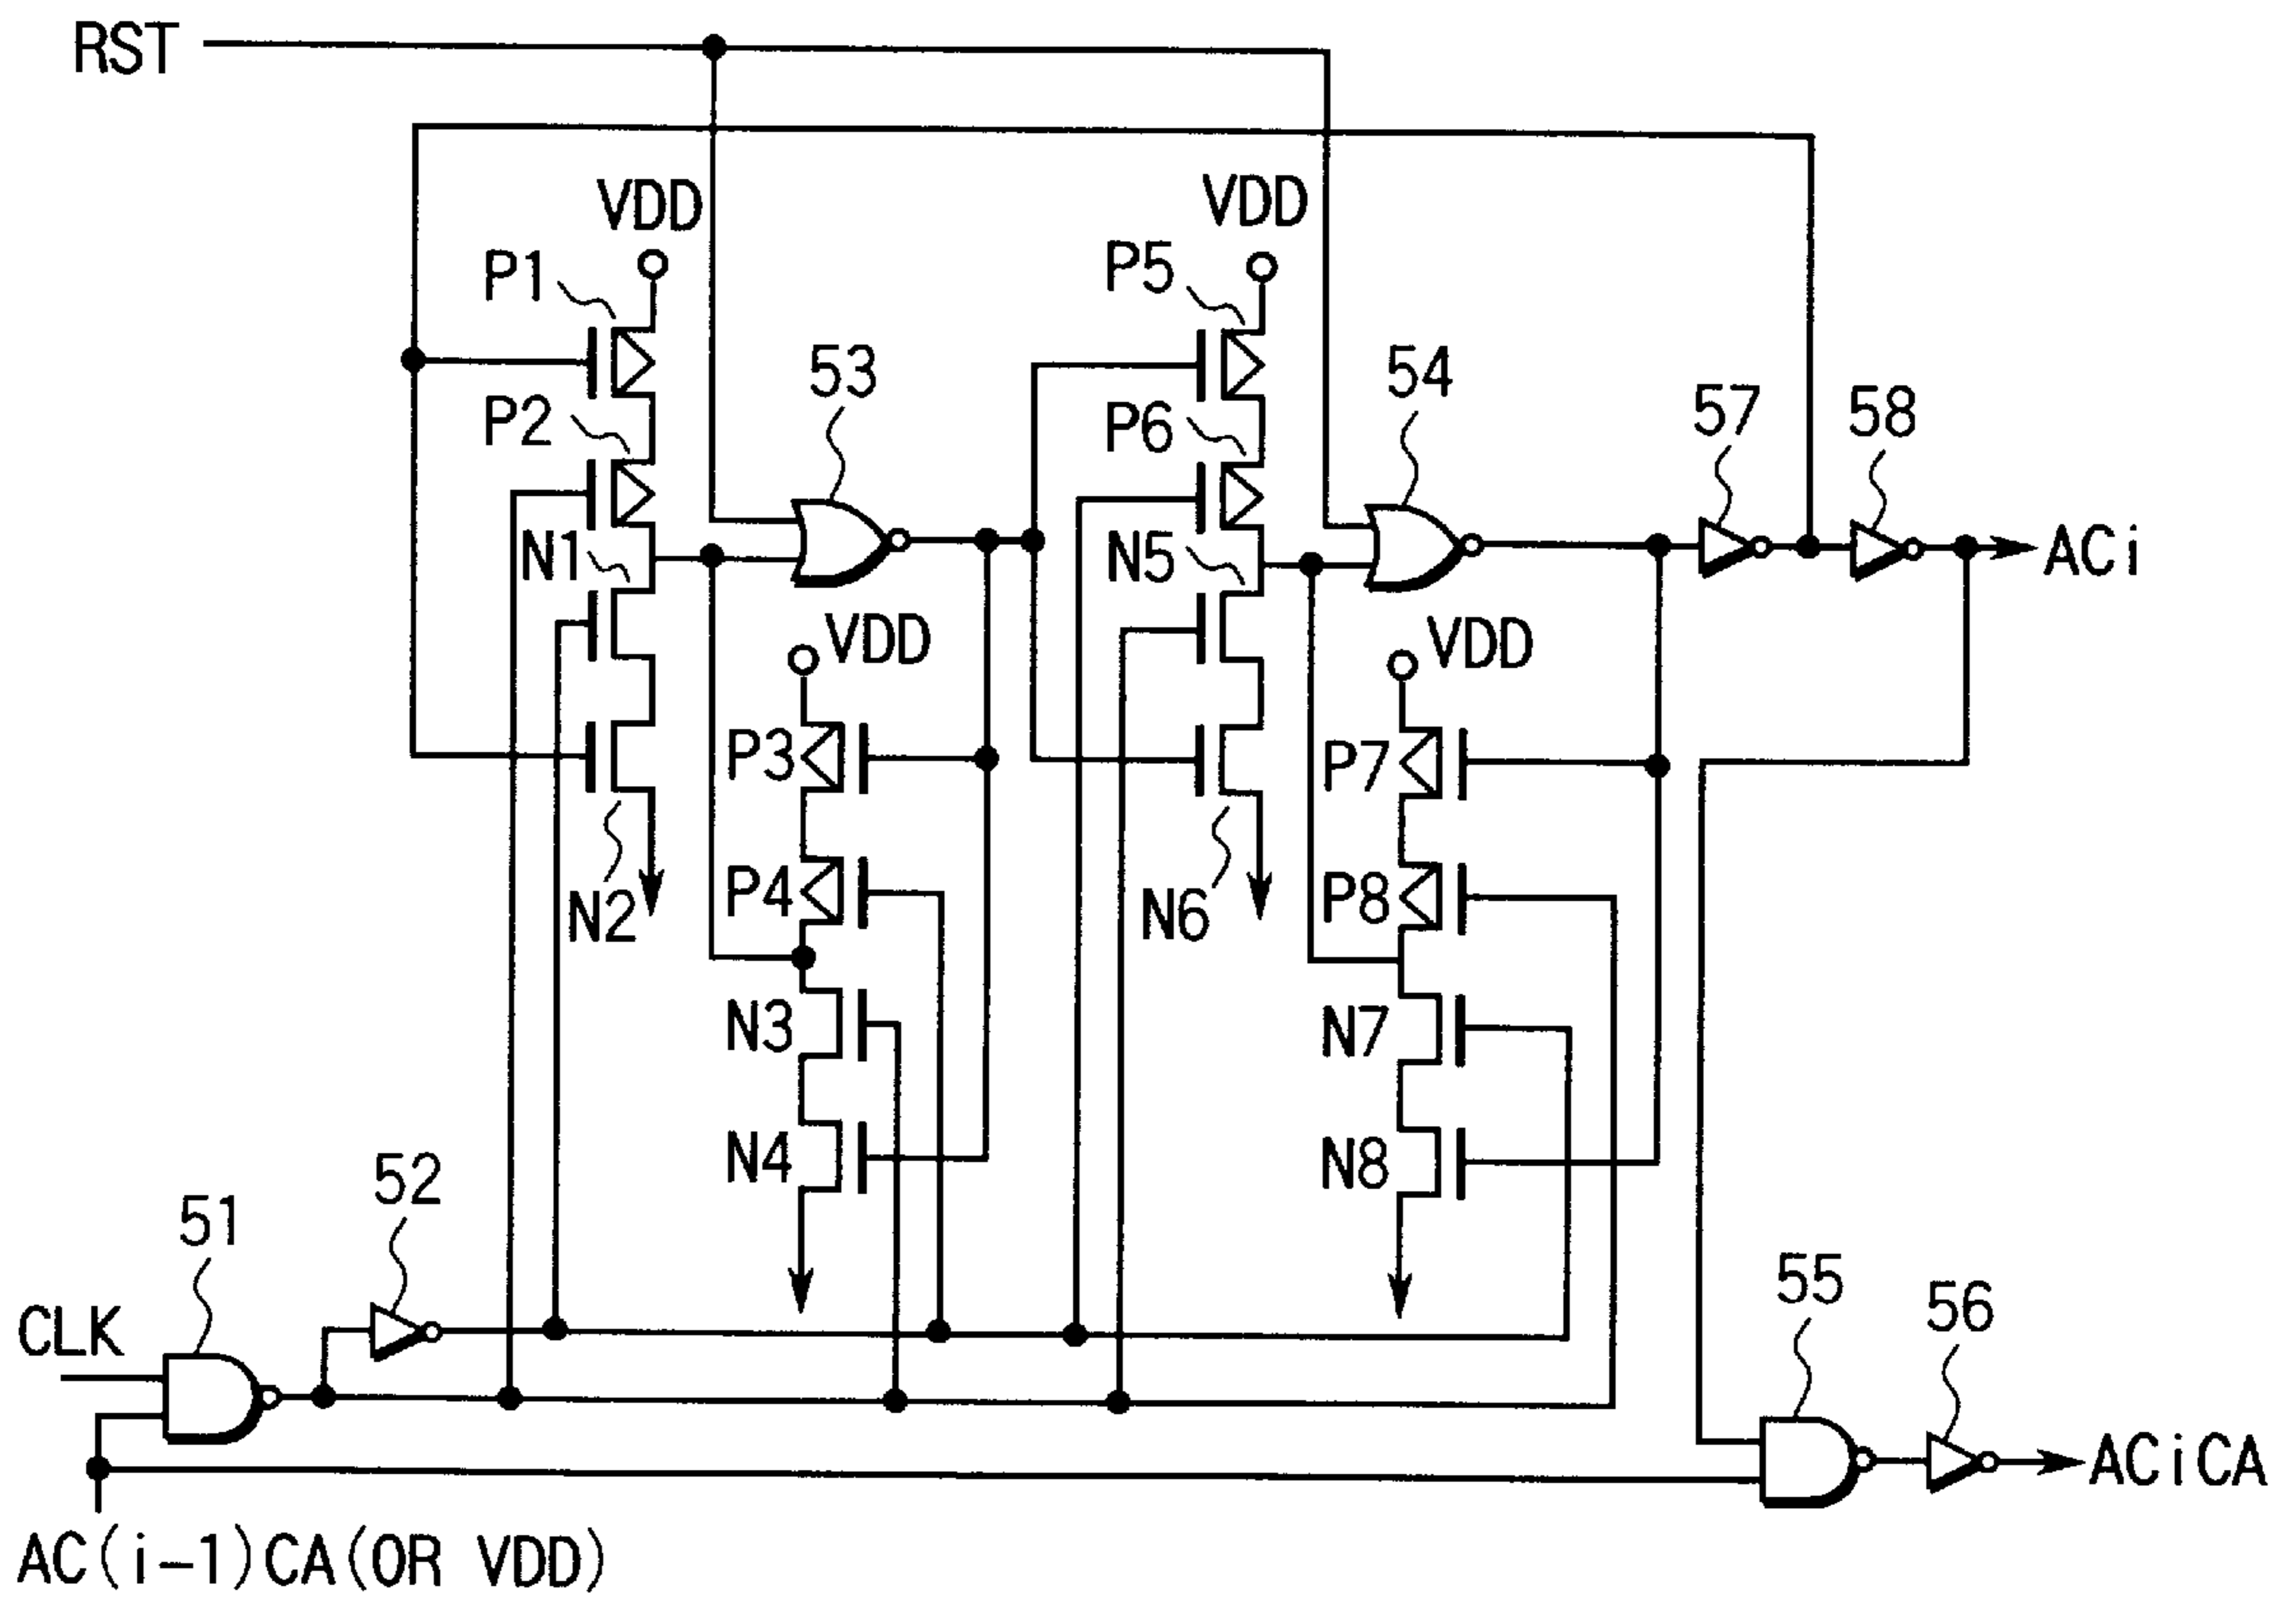 RST
VDD
VDD
P1
P5
53
54
P2
P6
57
58
N1
N5
ACi
VDD
VDD
P3
P7
P4
P8
N2
N6
N3
N7
N4
N8
52
51
55
56
CLK
ACiCA
AC(i-1)CA(OR VDD)